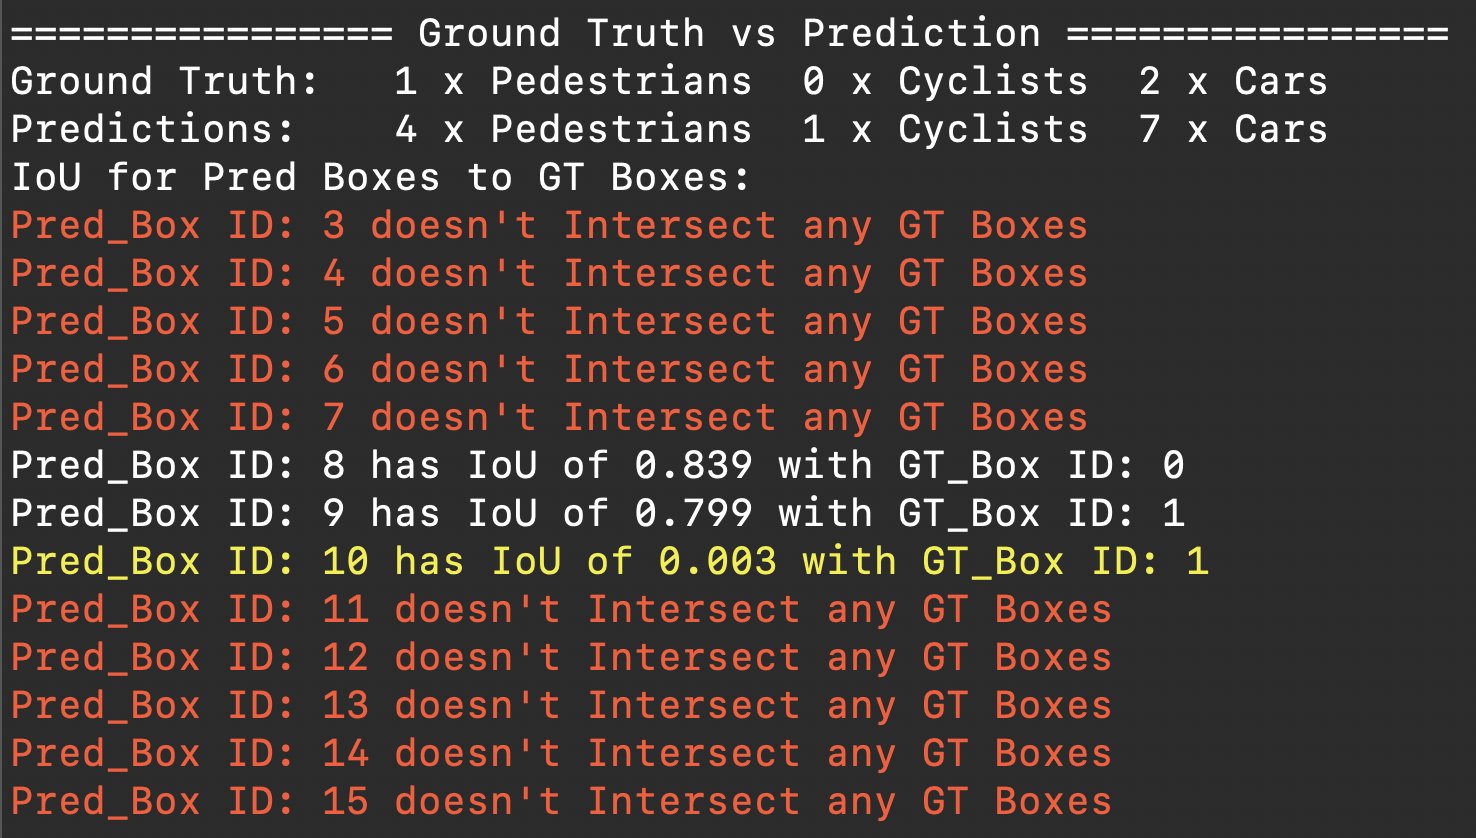 ================ Ground Truth vs Prediction ================
Ground Truth:   1 x Pedestrians  0 x Cyclists  2 x Cars
Predictions:    4 x Pedestrians  1 x Cyclists  7 x Cars
IoU for Pred Boxes to GT Boxes:
Pred_Box ID: 3 doesn't Intersect any GT Boxes
Pred_Box ID: 4 doesn't Intersect any GT Boxes
Pred_Box ID: 5 doesn't Intersect any GT Boxes
Pred_Box ID: 6 doesn't Intersect any GT Boxes
Pred_Box ID: 7 doesn't Intersect any GT Boxes
Pred_Box ID: 8 has IoU of 0.839 with GT_Box ID: 0
Pred_Box ID: 9 has IoU of 0.799 with GT_Box ID: 1
Pred_Box ID: 10 has IoU of 0.003 with GT_Box ID: 1
Pred_Box ID: 11 doesn't Intersect any GT Boxes
Pred_Box ID: 12 doesn't Intersect any GT Boxes
Pred_Box ID: 13 doesn't Intersect any GT Boxes
Pred_Box ID: 14 doesn't Intersect any GT Boxes
Pred_Box ID: 15 doesn't Intersect any GT Boxes